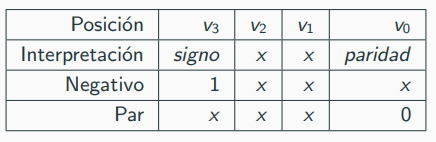 Posición v₃ v₂ v₁ v₀
Interpretación signo x x paridad
Negativo 1 x x x
Par x x x 0